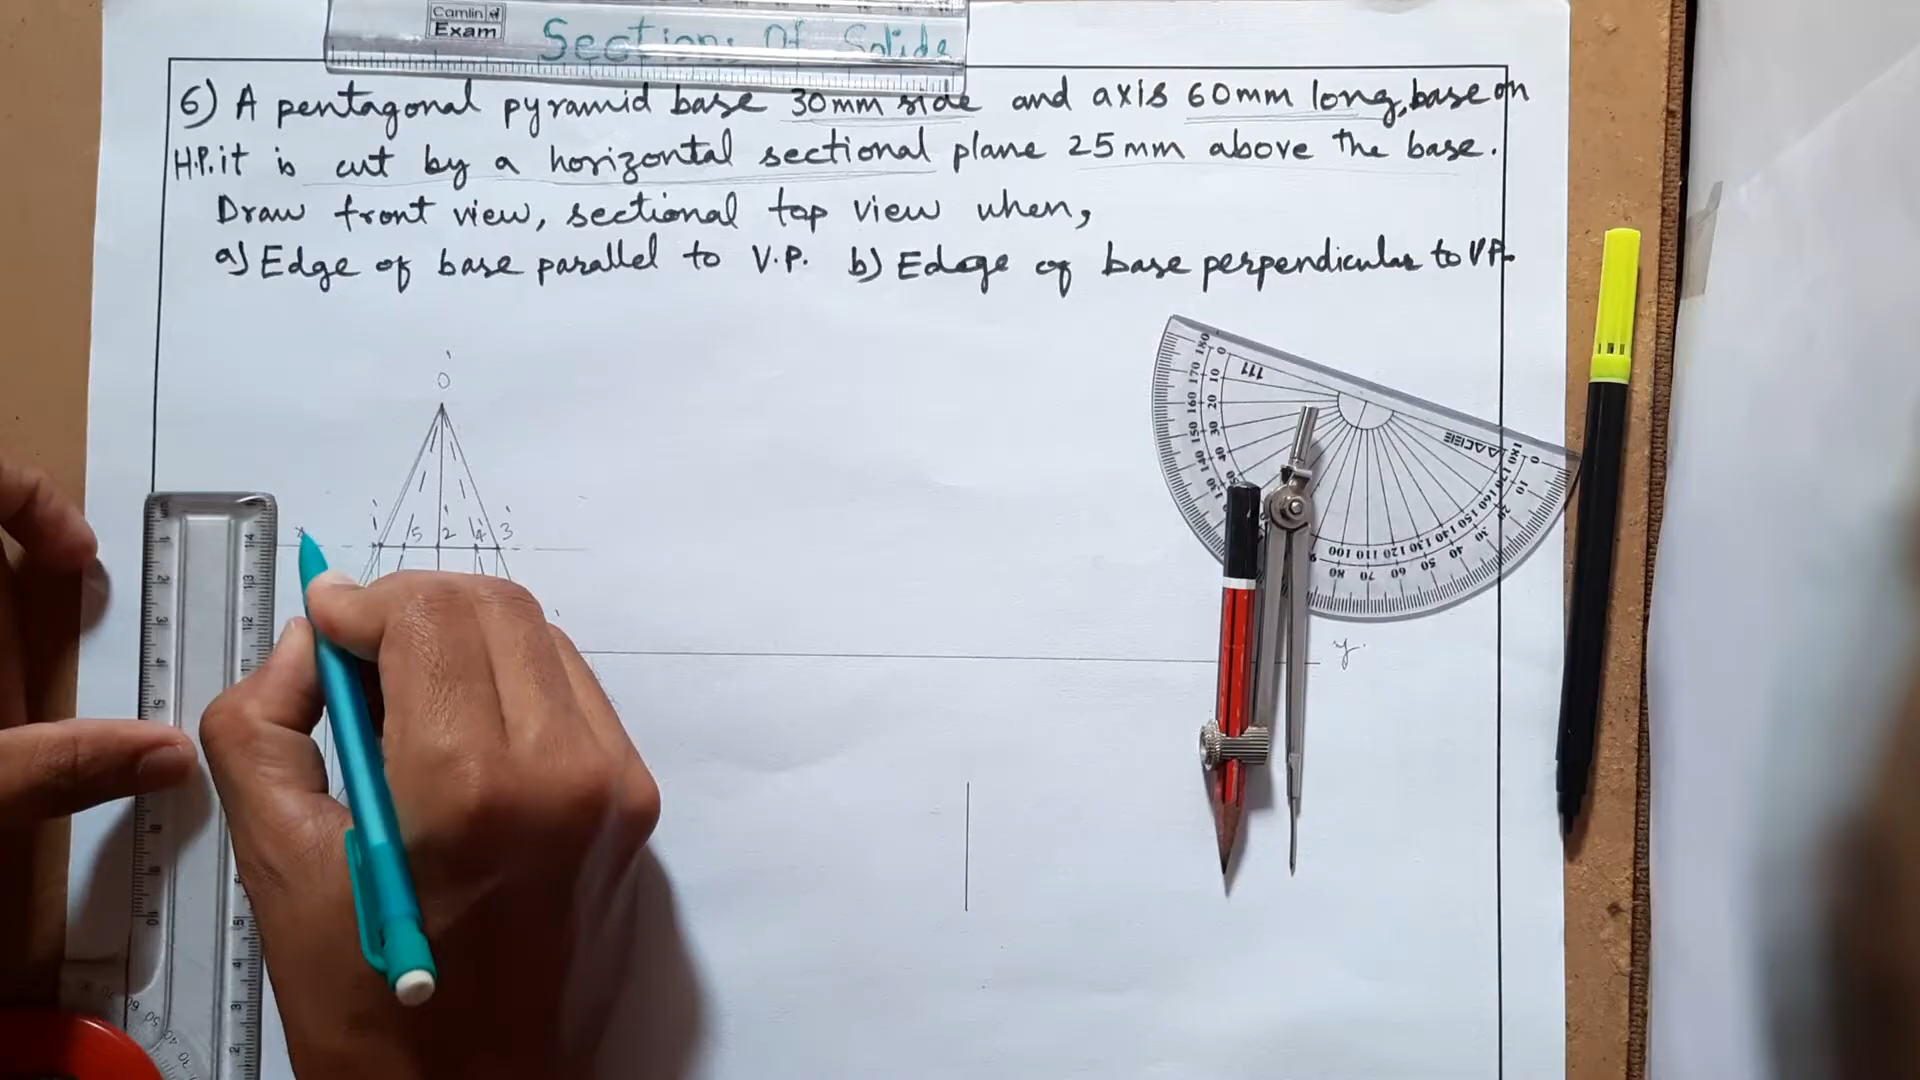 Camlin
Exam
Sections Of Solids
6) A pentagonal pyramid base 30mm side and axis 60mm long, base on
H.P. it is cut by a horizontal sectional plane 25mm above the base.
Draw front view, sectional top view when,
a) Edge of base parallel to V.P. b) Edge of base perpendicular to VP.
o'
1' 5' 2' 4' 3'
y